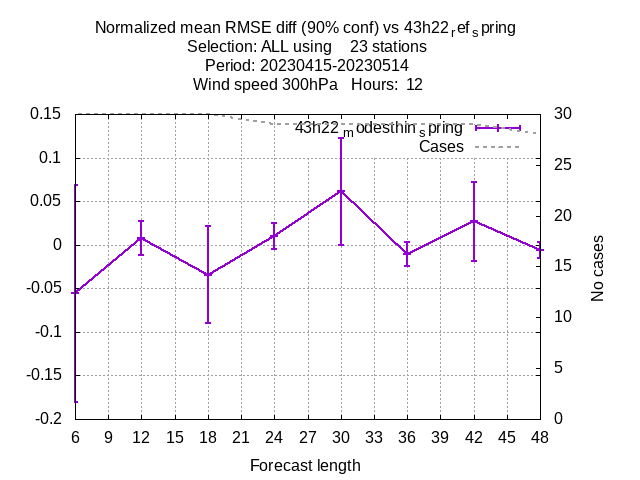 Normalized mean RMSE diff (90% conf) vs 43h22ref spring
Selection: ALL using 23 stations
Period: 20230415-20230514
Wind speed 300hPa Hours: 12
43h22modesthinspring
Cases
0.15
0.1
0.05
0
-0.05
-0.1
-0.15
-0.2
30
25
20
15
10
5
0
No cases
6 9 12 15 18 21 24 27 30 33 36 39 42 45 48
Forecast length